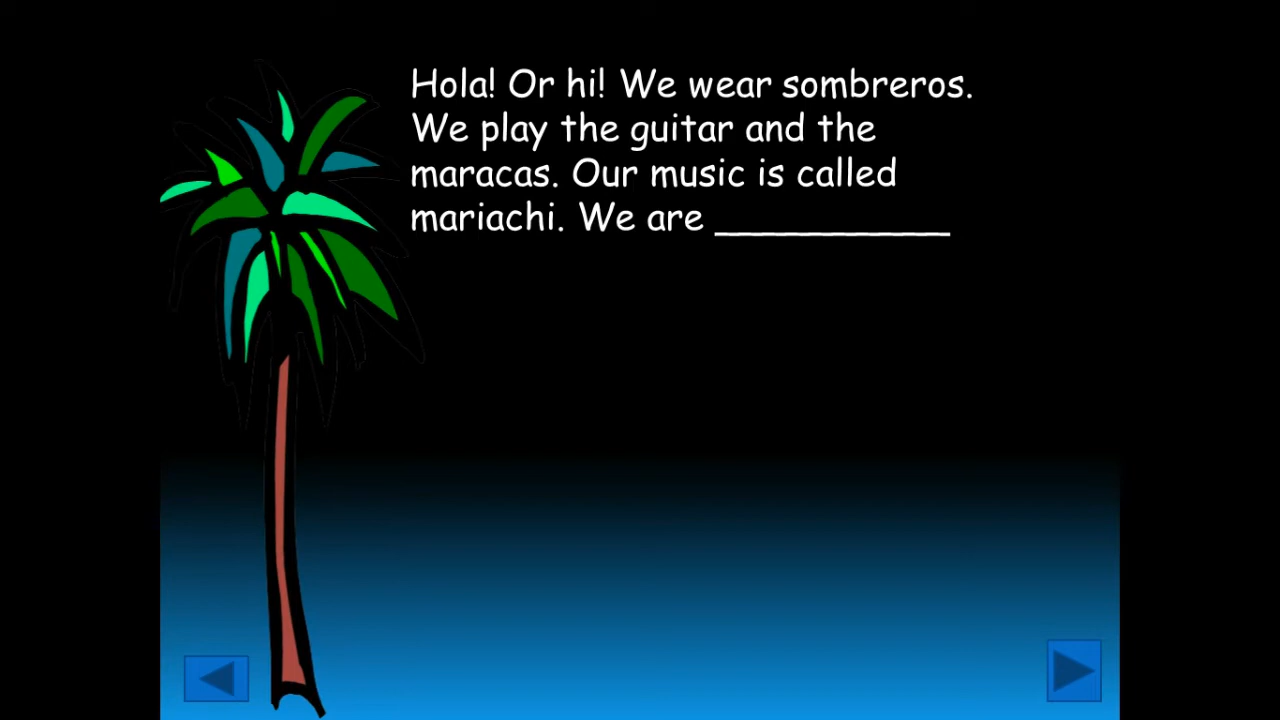 Hola! Or hi! We wear sombreros.
We play the guitar and the
maracas. Our music is called
mariachi. We are __________